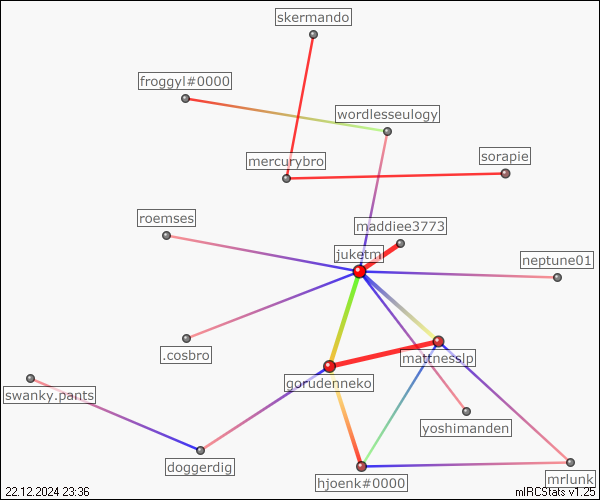 skermando
froggyl#0000
wordlesseulogy
mercurybro
sorapie
roemses
maddiee3773
juketm
neptune01
.cosbro
mattnesslp
gorudenneko
swanky.pants
yoshimanden
doggerdig
mrlunk
hjoenk#0000
22.12.2024 23:36
mIRCStats v1.25